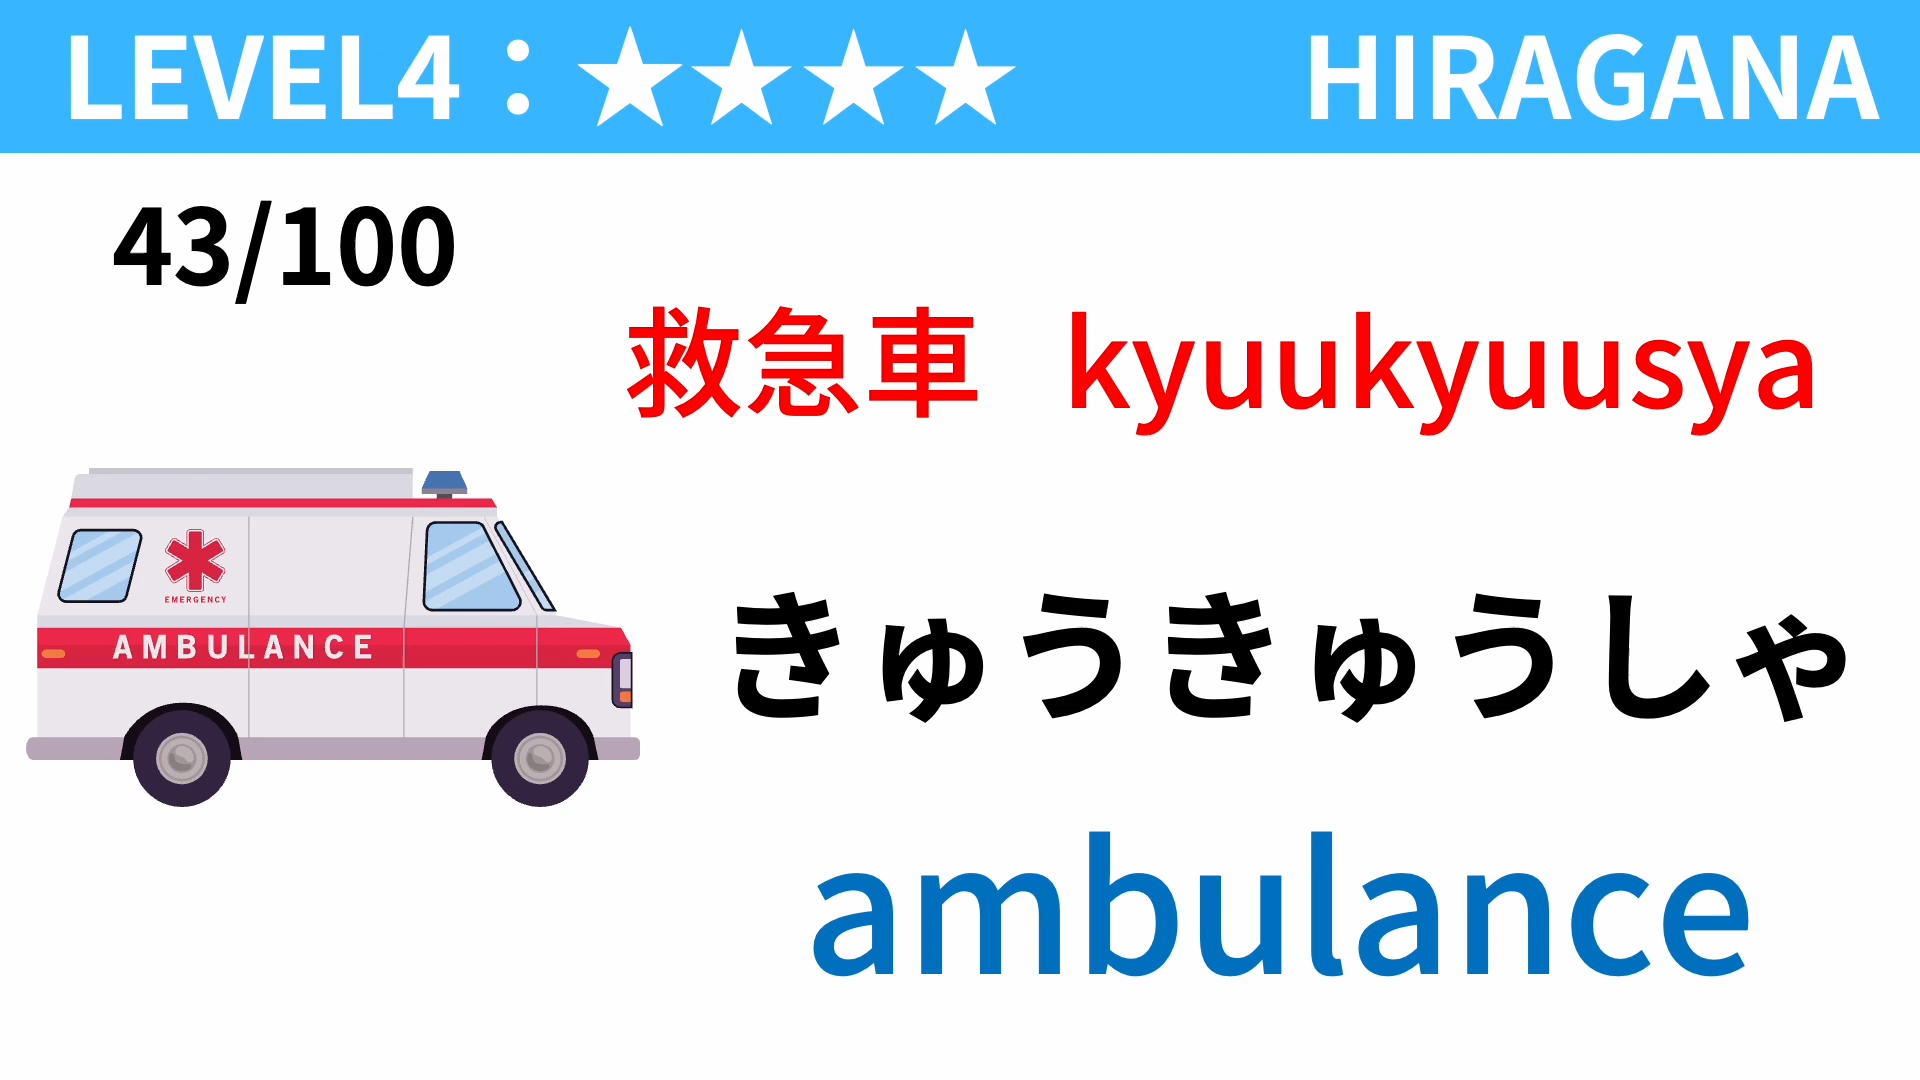 LEVEL4：★★★★ HIRAGANA
43/100
救急車 kyuukyuusya
EMERGENCY
AMBULANCE
きゅうきゅうしゃ
ambulance